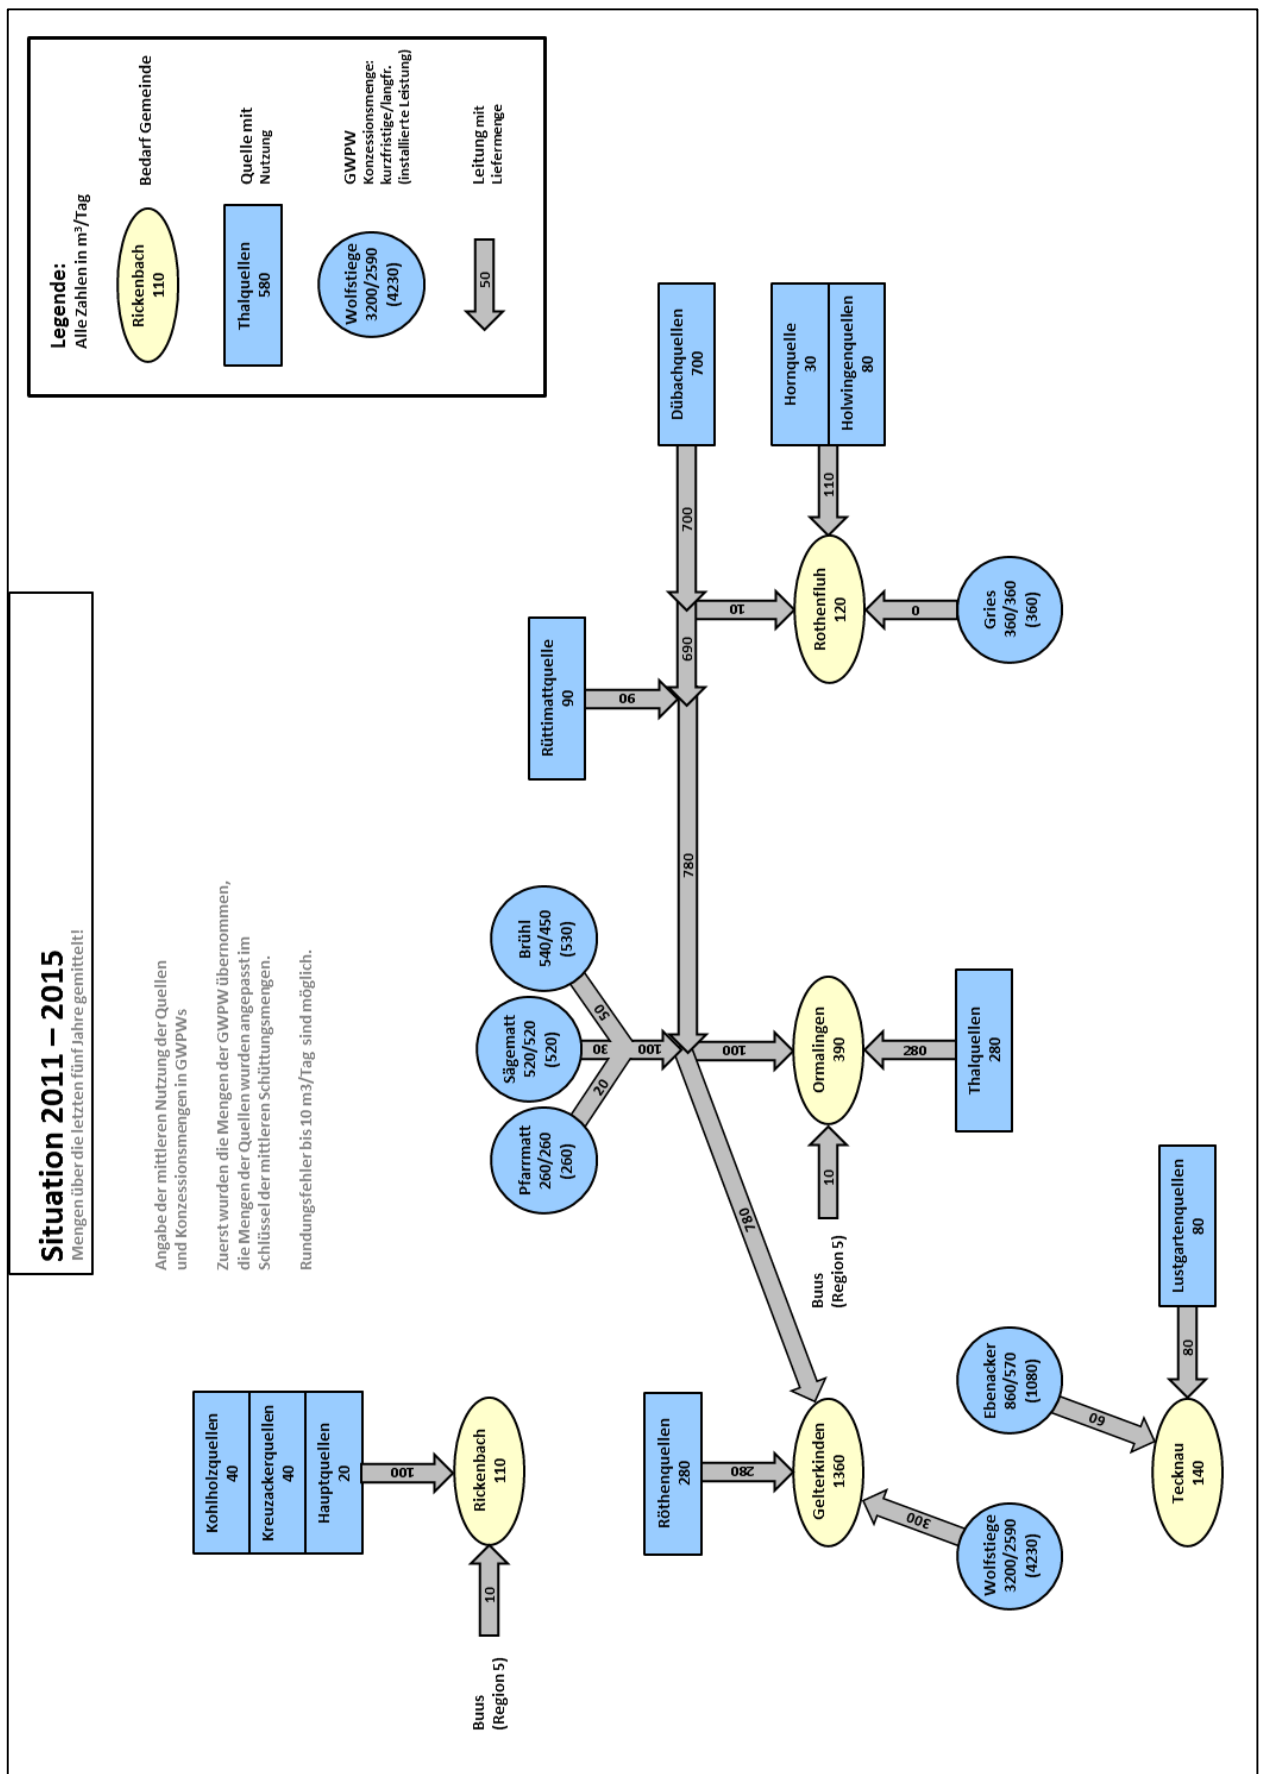 Situation 2011 – 2015
Mengen über die letzten fünf Jahre gemittelt!
Angabe der mittleren Nutzung der Quellen
und Konzessionsmengen in GWPWs
Zuerst wurden die Mengen der GWPW übernommen,
die Mengen der Quellen wurden angepasst im
Schlüssel der mittleren Schüttungsmengen.
Rundungsfehler bis 10 m3/Tag sind möglich.
Legende:
Alle Zahlen in m³/Tag
Rickenbach
110
Bedarf Gemeinde
Thalquellen
580
Quelle mit
Nutzung
Wolfstiege
3200/2590
(4230)
GWPW
Konzessionsmenge:
kurzfristige/langfr.
(installierte Leistung)
50
Leitung mit
Liefermenge
Kohlholzquellen
40
Kreuzackerquellen
40
Hauptquellen
20
100
Rickenbach
110
10
Buus
(Region 5)
Pfarrmatt
260/260
(260)
Sägematt
520/520
(520)
Brühl
540/450
(530)
20
30
50
100
Rüttimattquelle
90
90
Dübachquellen
700
700
690
780
780
10
100
Röthenquellen
280
280
Gelterkinden
1360
300
Wolfstiege
3200/2590
(4230)
Ormalingen
390
10
Buus
(Region 5)
280
Thalquellen
280
Rothenfluh
120
110
Hornquelle
30
Holwingenquellen
80
0
Gries
360/360
(360)
Ebenacker
860/570
(1080)
60
Tecknau
140
80
Lustgartenquellen
80